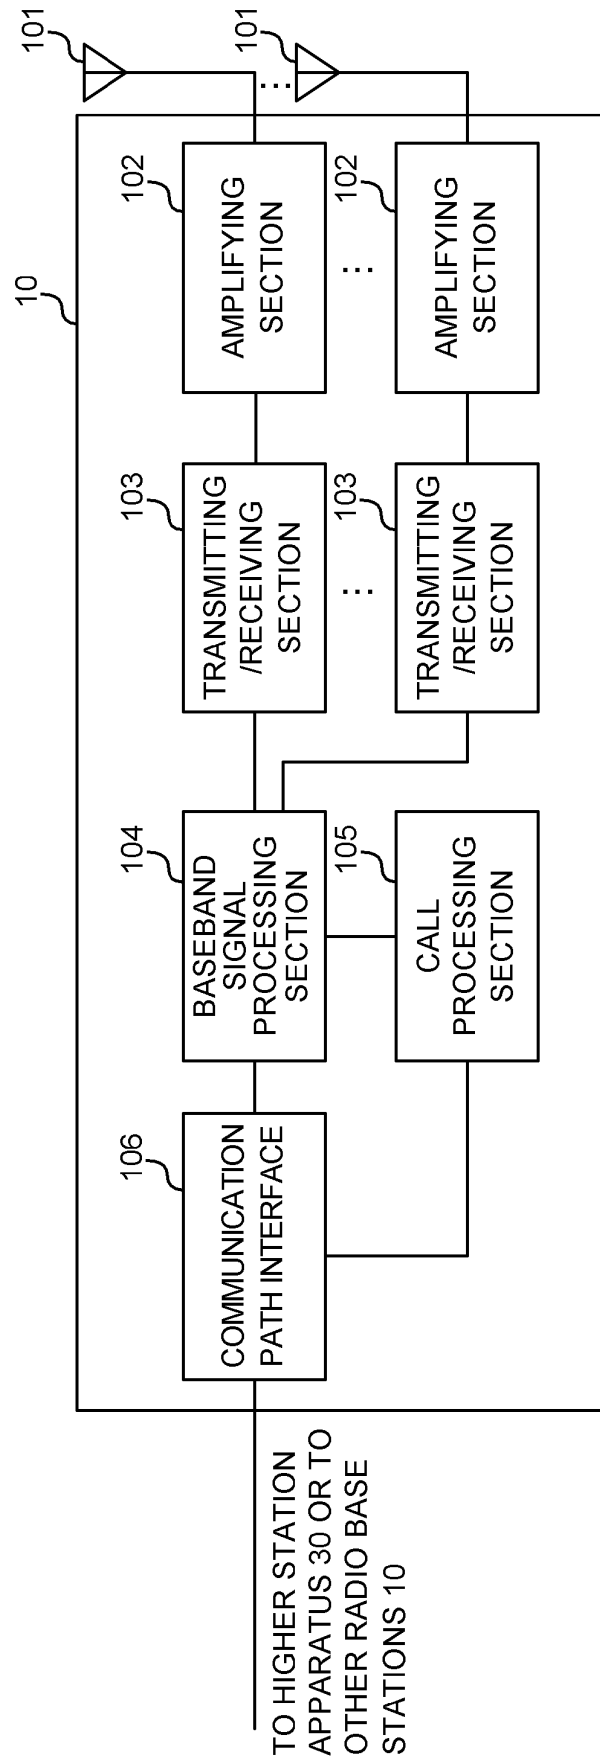 10
101
101
102
AMPLIFYING
SECTION
102
AMPLIFYING
SECTION
103
TRANSMITTING
/RECEIVING
SECTION
103
TRANSMITTING
/RECEIVING
SECTION
104
BASEBAND
SIGNAL
PROCESSING
SECTION
105
CALL
PROCESSING
SECTION
106
COMMUNICATION
PATH INTERFACE
TO HIGHER STATION
APPARATUS 30 OR TO
OTHER RADIO BASE
STATIONS 10